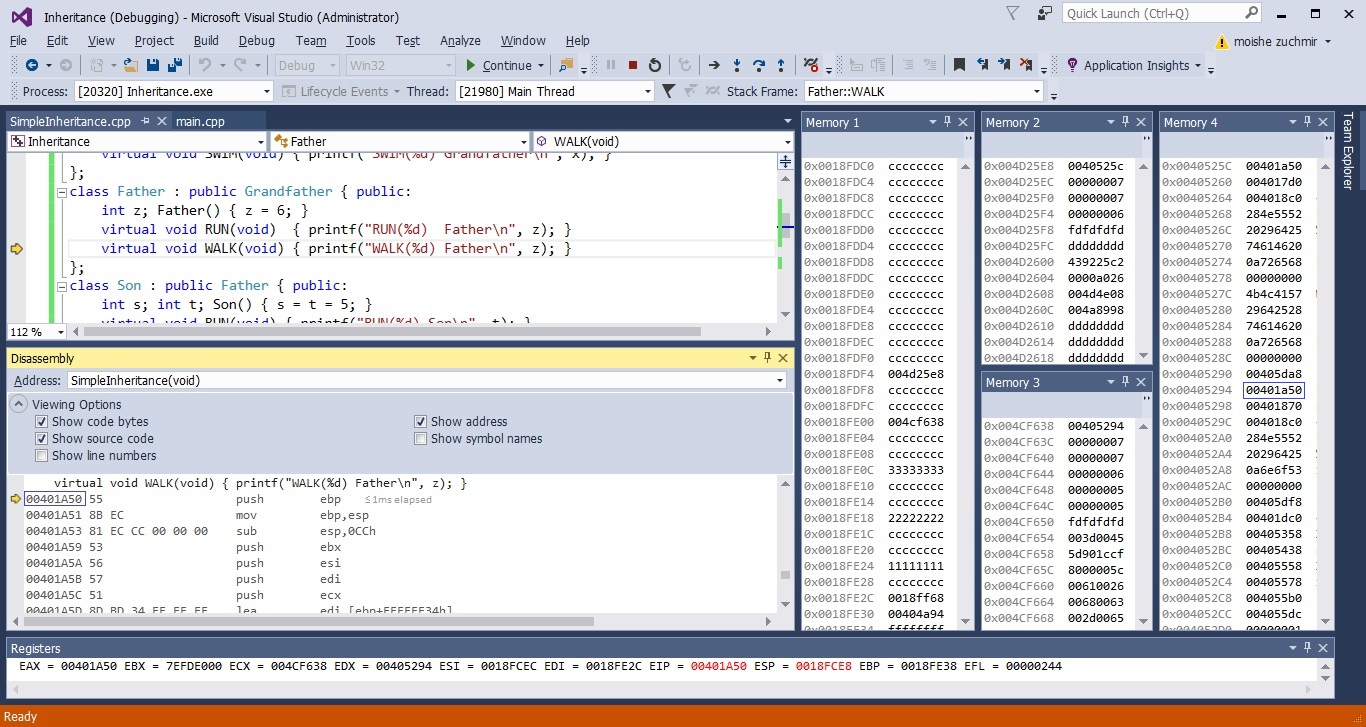 Inheritance (Debugging) - Microsoft Visual Studio (Administrator)
Quick Launch (Ctrl+Q)
File Edit View Project Build Debug Team Tools Test Analyze Window Help
moishe zuchmir
Debug Win32 Continue Application Insights
Process: [20320] Inheritance.exe Lifecycle Events Thread: [21980] Main Thread Stack Frame: Father::WALK
SimpleInheritance.cpp main.cpp
Inheritance Father WALK(void)
virtual void SWIM(void) { printf("SWIM(%d) Grandfather\n", x); }
};
class Father : public Grandfather { public:
int z; Father() { z = 6; }
virtual void RUN(void) { printf("RUN(%d) Father\n", z); }
virtual void WALK(void) { printf("WALK(%d) Father\n", z); }
};
class Son : public Father { public:
int s; int t; Son() { s = t = 5; }
virtual void RUN(void) { printf("RUN(%d) Son\n", t); }
112 %
Disassembly
Address: SimpleInheritance(void)
Viewing Options
Show code bytes Show address
Show source code Show symbol names
Show line numbers
virtual void WALK(void) { printf("WALK(%d) Father\n", z); }
00401A50 55 push ebp ≤1ms elapsed
00401A51 8B EC mov ebp,esp
00401A53 81 EC CC 00 00 00 sub esp,0CCh
00401A59 53 push ebx
00401A5A 56 push esi
00401A5B 57 push edi
00401A5C 51 push ecx
00401A5D 8D BD 34 FF FF FF lea edi,[ebp+FFFFFF34h]
Memory 1
0x0018FDC0 cccccccc
0x0018FDC4 cccccccc
0x0018FDC8 cccccccc
0x0018FDCC cccccccc
0x0018FDD0 cccccccc
0x0018FDD4 cccccccc
0x0018FDD8 cccccccc
0x0018FDDC cccccccc
0x0018FDE0 cccccccc
0x0018FDE4 cccccccc
0x0018FDE8 cccccccc
0x0018FDEC cccccccc
0x0018FDF0 cccccccc
0x0018FDF4 004d25e8
0x0018FDF8 cccccccc
0x0018FDFC cccccccc
0x0018FE00 004cf638
0x0018FE04 cccccccc
0x0018FE08 cccccccc
0x0018FE0C 33333333
0x0018FE10 cccccccc
0x0018FE14 cccccccc
0x0018FE18 22222222
0x0018FE1C cccccccc
0x0018FE20 cccccccc
0x0018FE24 11111111
0x0018FE28 cccccccc
0x0018FE2C 0018ff68
0x0018FE30 00404a94
0x0018FE34 ffffffff
Memory 2
0x004D25E8 0040525c
0x004D25EC 00000007
0x004D25F0 00000007
0x004D25F4 00000006
0x004D25F8 fdfdfdfd
0x004D25FC dddddddd
0x004D2600 439225c2
0x004D2604 0000a026
0x004D2608 004d4e08
0x004D260C 004a8998
0x004D2610 dddddddd
0x004D2614 dddddddd
0x004D2618 dddddddd
Memory 3
0x004CF638 00405294
0x004CF63C 00000007
0x004CF640 00000007
0x004CF644 00000006
0x004CF648 00000005
0x004CF64C 00000005
0x004CF650 fdfdfdfd
0x004CF654 003d0045
0x004CF658 5d901ccf
0x004CF65C 8000005c
0x004CF660 00610026
0x004CF664 00680063
0x004CF668 002d0065
Memory 4
0x0040525C 00401a50
0x00405260 004017d0
0x00405264 004018c0
0x00405268 284e5552
0x0040526C 20296425
0x00405270 74614620
0x00405274 0a726568
0x00405278 00000000
0x0040527C 4b4c4157
0x00405280 29642528
0x00405284 74614620
0x00405288 0a726568
0x0040528C 00000000
0x00405290 00405da8
0x00405294 00401a50
0x00405298 00401870
0x0040529C 004018c0
0x004052A0 284e5552
0x004052A4 20296425
0x004052A8 0a6e6f53
0x004052AC 00000000
0x004052B0 00405df8
0x004052B4 00401dc0
0x004052B8 00405358
0x004052BC 00405438
0x004052C0 00405558
0x004052C4 00405578
0x004052C8 004055b0
0x004052CC 004055dc
0x004052D0 00000001
Team Explorer
Registers
EAX = 00401A50 EBX = 7EFDE000 ECX = 004CF638 EDX = 00405294 ESI = 0018FCEC EDI = 0018FE2C EIP = 00401A50 ESP = 0018FCE8 EBP = 0018FE38 EFL = 00000244
Ready